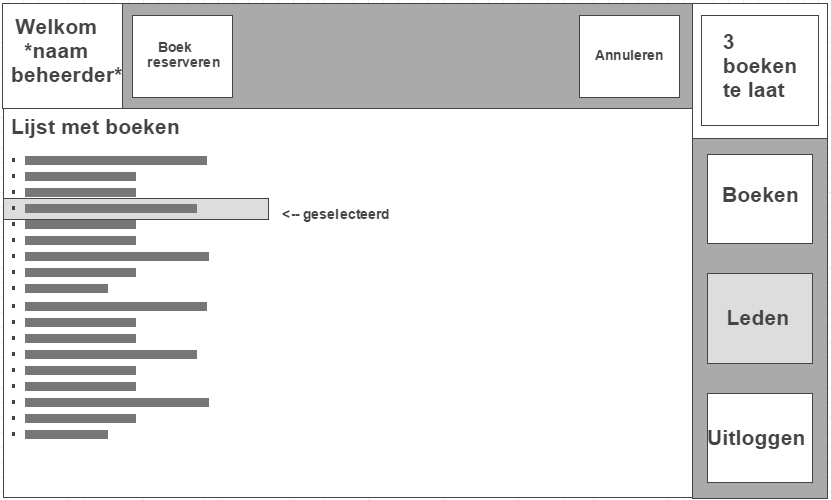 Welkom
*naam
beheerder*
Boek
reserveren
Annuleren
3
boeken
te laat
Lijst met boeken
<-- geselecteerd
Boeken
Leden
Uitloggen